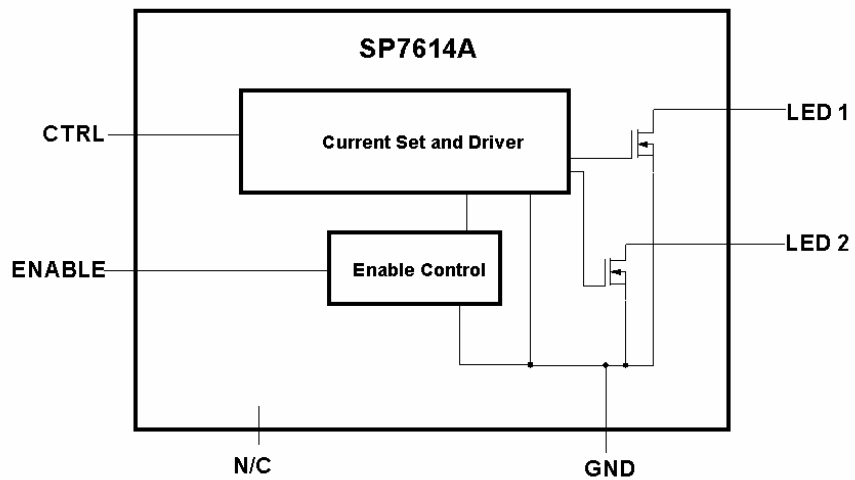 SP7614A
LED 1
CTRL
Current Set and Driver
LED 2
ENABLE
Enable Control
N/C
GND